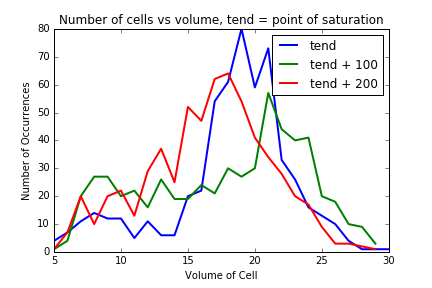 Number of cells vs volume, tend = point of saturation
Number of Occurrences
80
70
60
50
40
30
20
10
0
tend
tend + 100
tend + 200
5
10
15
20
25
30
Volume of Cell